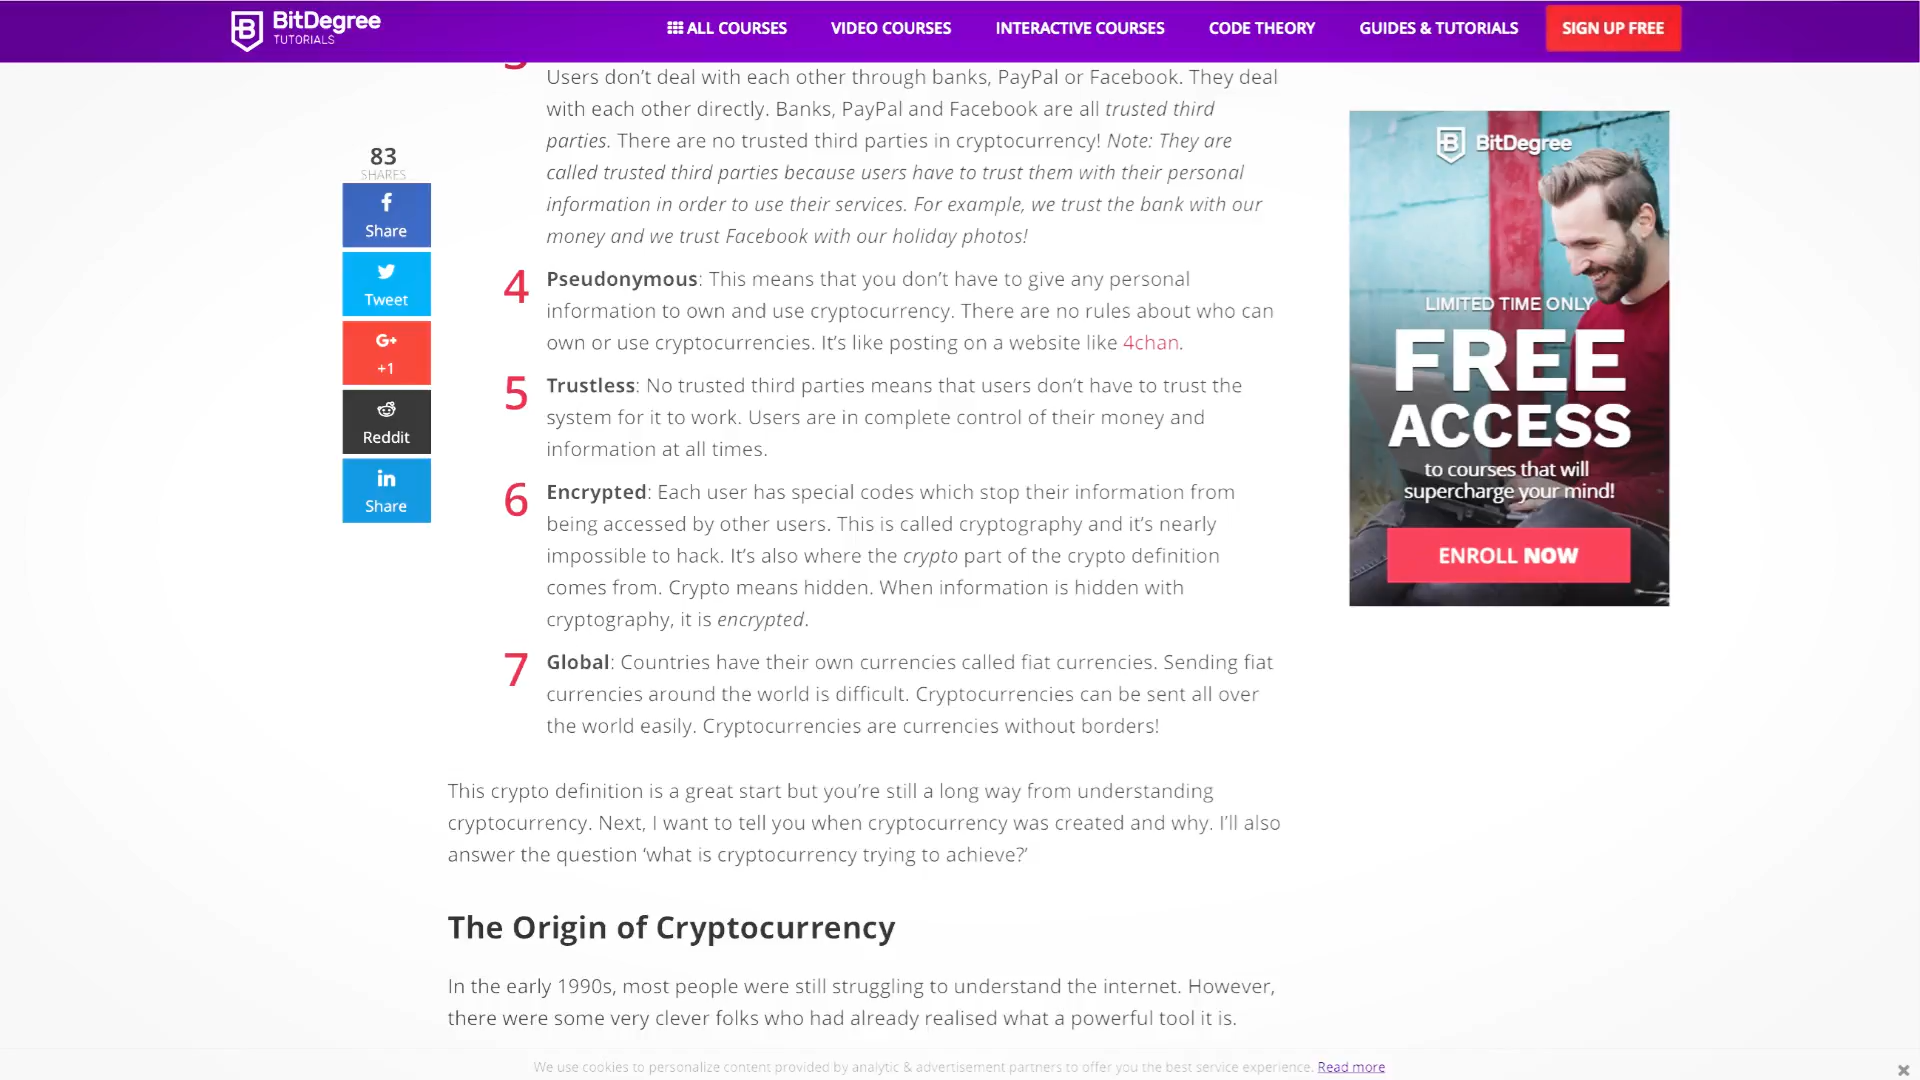 BitDegree
TUTORIALS
ALL COURSES
VIDEO COURSES
INTERACTIVE COURSES
CODE THEORY
GUIDES & TUTORIALS
SIGN UP FREE
83
SHARES
Share
Tweet
G+
+1
Reddit
in
Share
Users don’t deal with each other through banks, PayPal or Facebook. They deal
with each other directly. Banks, PayPal and Facebook are all trusted third
parties. There are no trusted third parties in cryptocurrency! Note: They are
called trusted third parties because users have to trust them with their personal
information in order to use their services. For example, we trust the bank with our
money and we trust Facebook with our holiday photos!
4 Pseudonymous: This means that you don’t have to give any personal
information to own and use cryptocurrency. There are no rules about who can
own or use cryptocurrencies. It’s like posting on a website like 4chan.
5 Trustless: No trusted third parties means that users don’t have to trust the
system for it to work. Users are in complete control of their money and
information at all times.
6 Encrypted: Each user has special codes which stop their information from
being accessed by other users. This is called cryptography and it’s nearly
impossible to hack. It’s also where the crypto part of the crypto definition
comes from. Crypto means hidden. When information is hidden with
cryptography, it is encrypted.
7 Global: Countries have their own currencies called fiat currencies. Sending fiat
currencies around the world is difficult. Cryptocurrencies can be sent all over
the world easily. Cryptocurrencies are currencies without borders!
This crypto definition is a great start but you’re still a long way from understanding
cryptocurrency. Next, I want to tell you when cryptocurrency was created and why. I’ll also
answer the question ‘what is cryptocurrency trying to achieve?’
The Origin of Cryptocurrency
In the early 1990s, most people were still struggling to understand the internet. However,
there were some very clever folks who had already realised what a powerful tool it is.
BitDegree
LIMITED TIME ONLY
FREE
ACCESS
to courses that will
supercharge your mind!
ENROLL NOW
We use cookies to personalize content provided by analytic & advertisement partners to offer you the best service experience. Read more